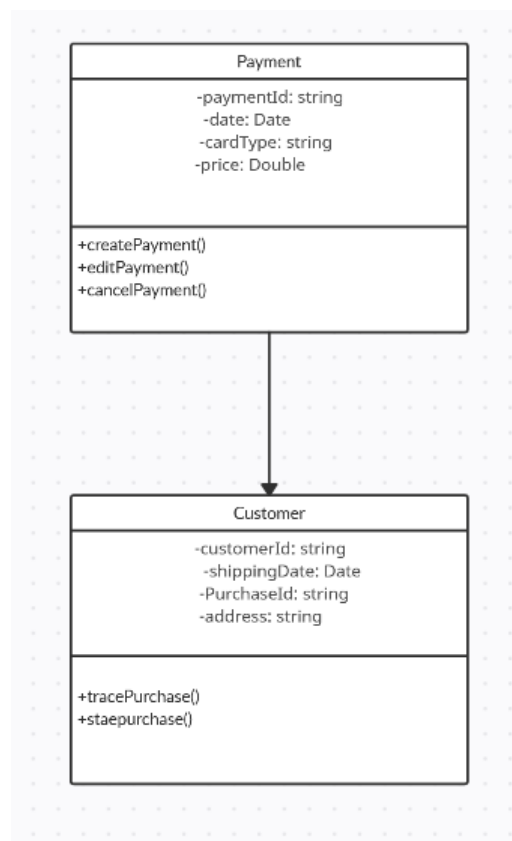 Payment
-paymentId: string
-date: Date
-cardType: string
-price: Double
+createPayment()
+editPayment()
+cancelPayment()
Customer
-customerId: string
-shippingDate: Date
-PurchaseId: string
-address: string
+tracePurchase()
+staepurchase()